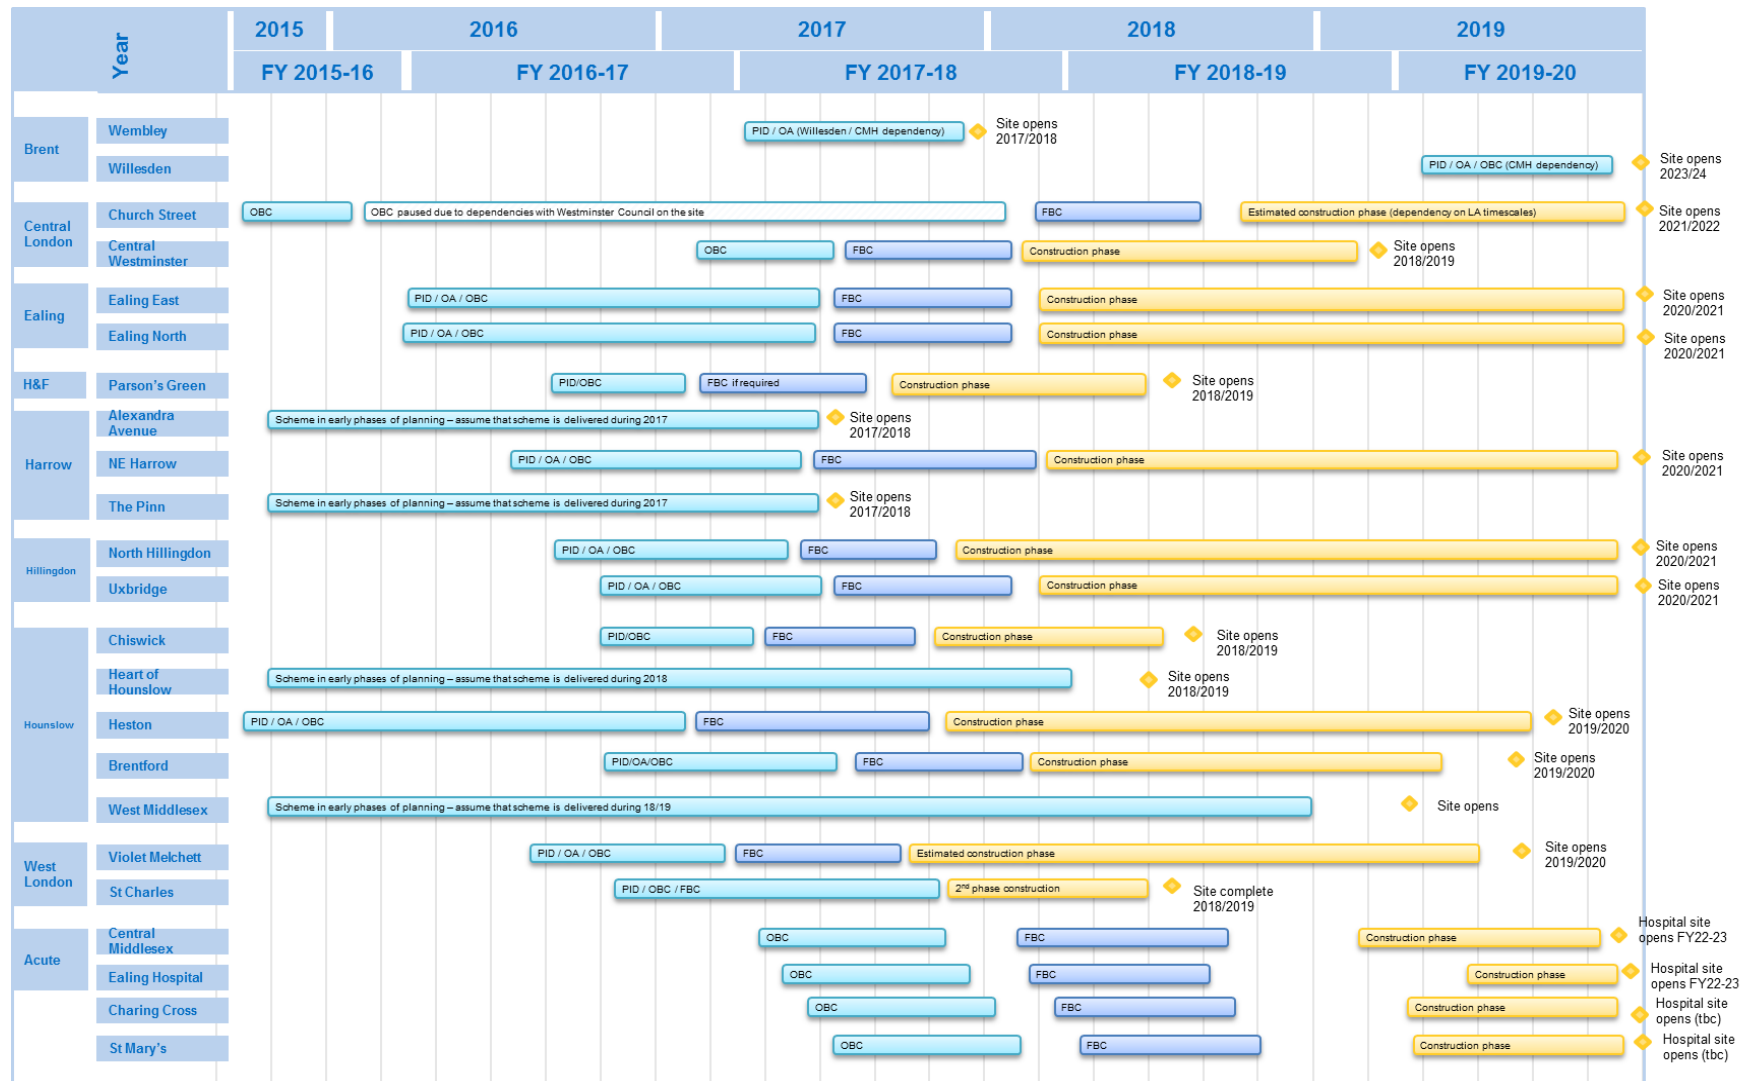 Year
2015
2016
2017
2018
2019
FY 2015-16
FY 2016-17
FY 2017-18
FY 2018-19
FY 2019-20
Brent
Wembley
PID / OA (Willesden / CMH dependency)
Site opens
2017/2018
Willesden
PID / OA / OBC (CMH dependency)
Site opens
2023/24
Central
London
Church Street
OBC
OBC paused due to dependencies with Westminster Council on the site
FBC
Estimated construction phase (dependency on LA timescales)
Site opens
2021/2022
Central
Westminster
OBC
FBC
Construction phase
Site opens
2018/2019
Ealing
Ealing East
PID / OA / OBC
FBC
Construction phase
Site opens
2020/2021
Ealing North
PID / OA / OBC
FBC
Construction phase
Site opens
2020/2021
H&F
Parson's Green
PID/OBC
FBC if required
Construction phase
Site opens
2018/2019
Harrow
Alexandra
Avenue
Scheme in early phases of planning – assume that scheme is delivered during 2017
Site opens
2017/2018
NE Harrow
PID / OA / OBC
FBC
Construction phase
Site opens
2020/2021
The Pinn
Scheme in early phases of planning – assume that scheme is delivered during 2017
Site opens
2017/2018
Hillingdon
North Hillingdon
PID / OA / OBC
FBC
Construction phase
Site opens
2020/2021
Uxbridge
PID / OA / OBC
FBC
Construction phase
Site opens
2020/2021
Hounslow
Chiswick
PID/OBC
FBC
Construction phase
Site opens
2018/2019
Heart of
Hounslow
Scheme in early phases of planning – assume that scheme is delivered during 2018
Site opens
2018/2019
Heston
PID / OA / OBC
FBC
Construction phase
Site opens
2019/2020
Brentford
PID/OA/OBC
FBC
Construction phase
Site opens
2019/2020
West Middlesex
Scheme in early phases of planning – assume that scheme is delivered during 18/19
Site opens
West
London
Violet Melchett
PID / OA / OBC
FBC
Estimated construction phase
Site opens
2019/2020
St Charles
PID / OBC / FBC
2nd phase construction
Site complete
2018/2019
Acute
Central
Middlesex
OBC
FBC
Construction phase
Hospital site
opens FY22-23
Ealing Hospital
OBC
FBC
Construction phase
Hospital site
opens FY22-23
Charing Cross
OBC
FBC
Construction phase
Hospital site
opens (tbc)
St Mary's
OBC
FBC
Construction phase
Hospital site
opens (tbc)